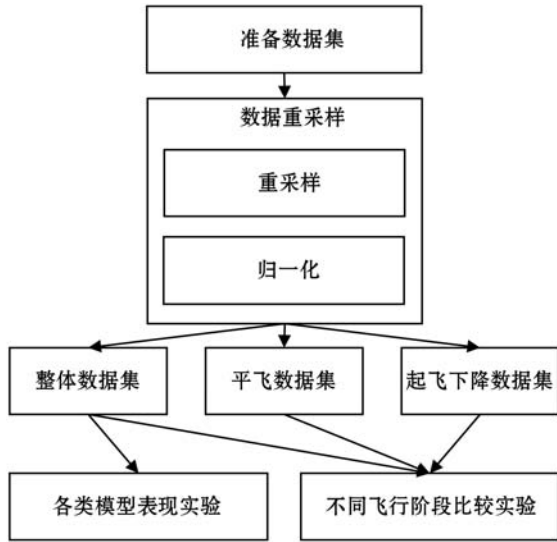 准备数据集
数据重采样
重采样
归一化
整体数据集
平飞数据集
起飞下降数据集
各类模型表现实验
不同飞行阶段比较实验